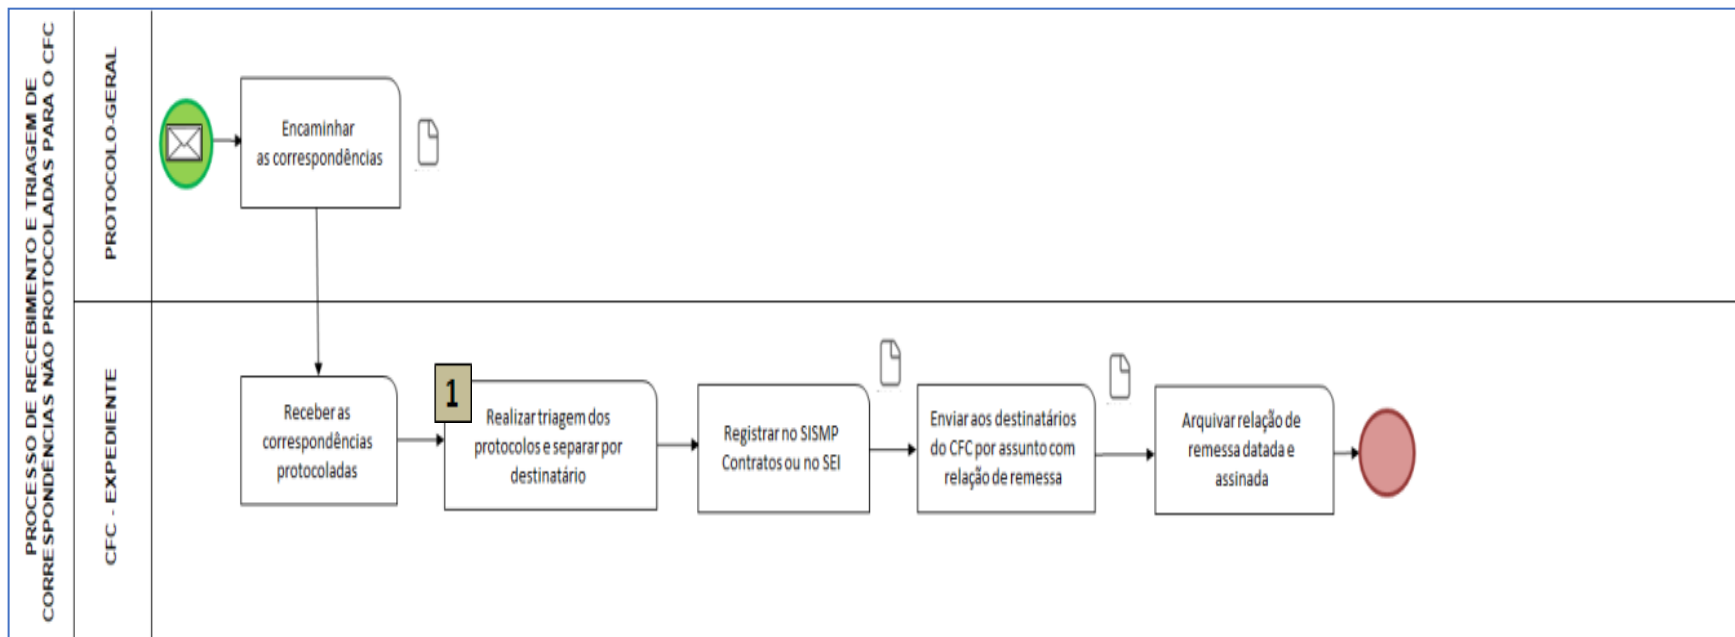 PROCESSO DE RECEBIMENTO E TRIAGEM DE
CORRESPONDÊNCIAS NÃO PROTOCOLADAS PARA O CFC
PROTOCOLO-GERAL
Encaminhar
as correspondências
CFC - EXPEDIENTE
Receber as
correspondências
protocoladas
1
Realizar triagem dos
protocolos e separar por
destinatário
Registrar no SISMP
Contratos ou no SEI
Enviar aos destinatários
do CFC por assunto com
relação de remessa
Arquivar relação de
remessa datada e
assinada